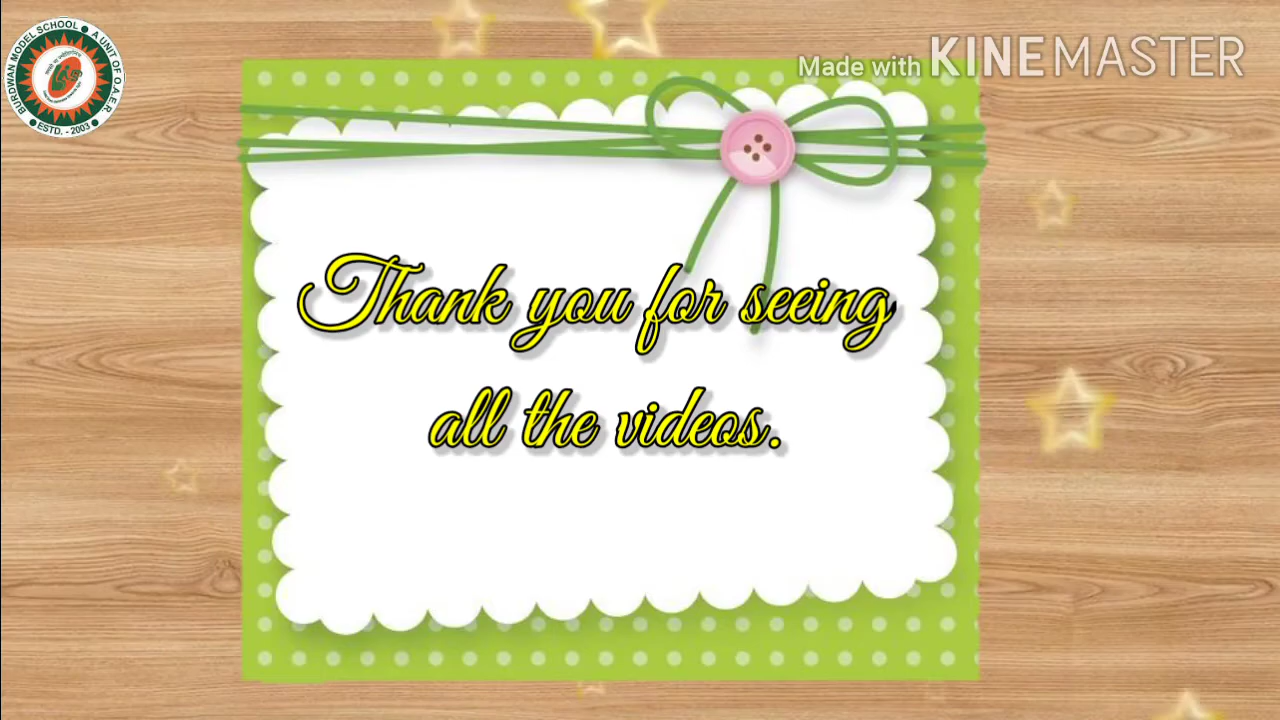 BURDWAN MODEL SCHOOL • A UNIT OF O.A.E.R.
• ESTD. - 2003 •
Made with KINEMASTER
Thank you for seeing
all the videos.